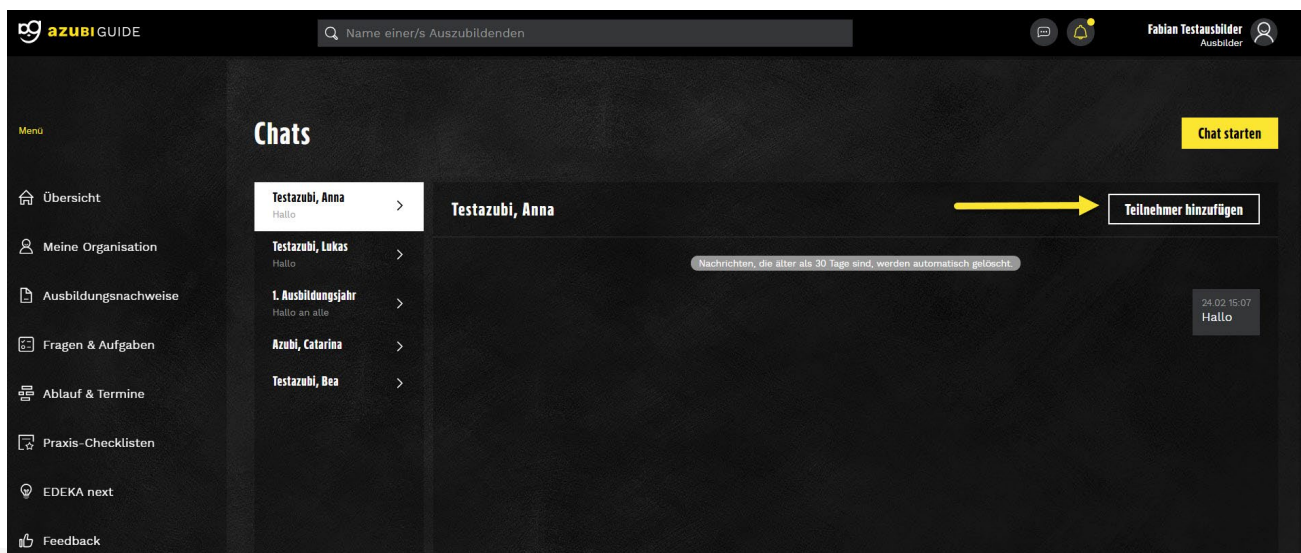 azubiGUIDE
Name einer/s Auszubildenden
Fabian Testausbilder
Ausbilder
Menü
Übersicht
Meine Organisation
Ausbildungsnachweise
Fragen & Aufgaben
Ablauf & Termine
Praxis-Checklisten
EDEKA next
Feedback
Chats
Chat starten
Testazubi, Anna
Hallo
Testazubi, Lukas
Hallo
1. Ausbildungsjahr
Hallo an alle
Azubi, Catarina
Testazubi, Bea
Testazubi, Anna
Teilnehmer hinzufügen
Nachrichten, die älter als 30 Tage sind, werden automatisch gelöscht.
24.02 15:07
Hallo